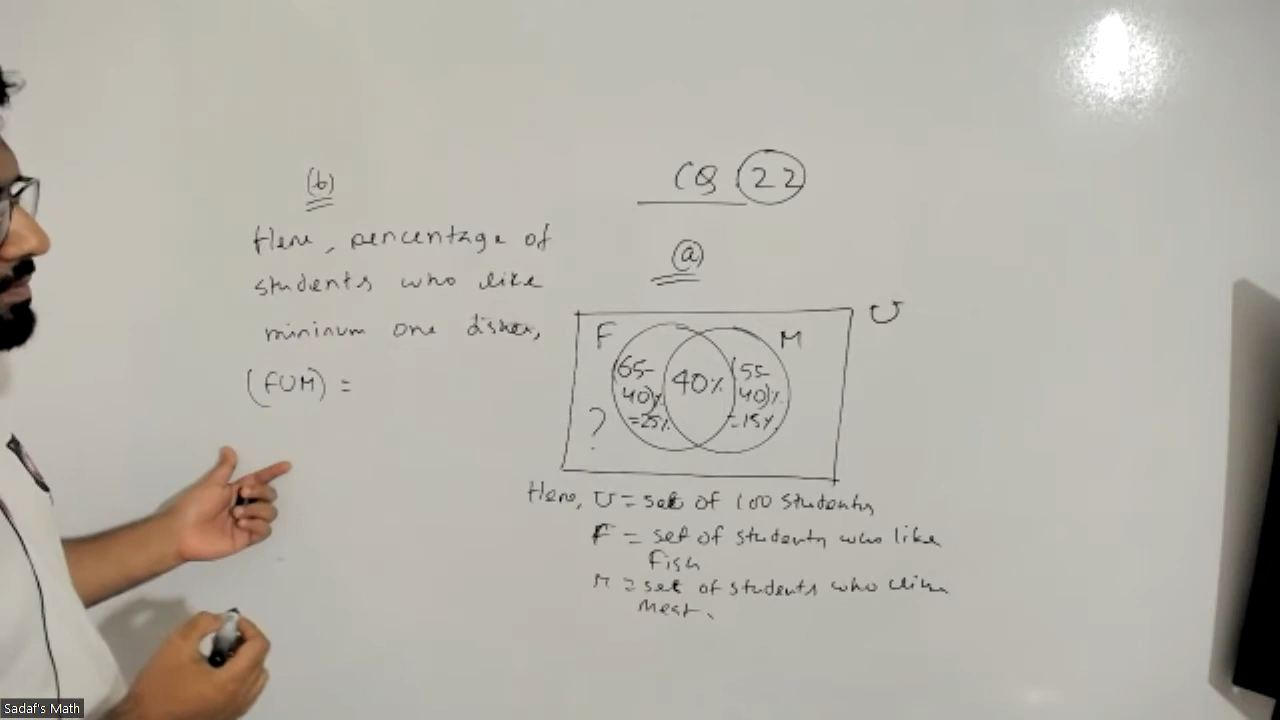 CQ 22
(a)
U
F
M
(65-
40)%
=25%
40%
(55-
40)%
=15%
?
Here, U = set of 100 students
F = set of students who like
Fish
M = set of students who like
Meat.
(b)
Here, percentage of
students who like
mininum one dishes,
(FUM) =
Sadaf's Math